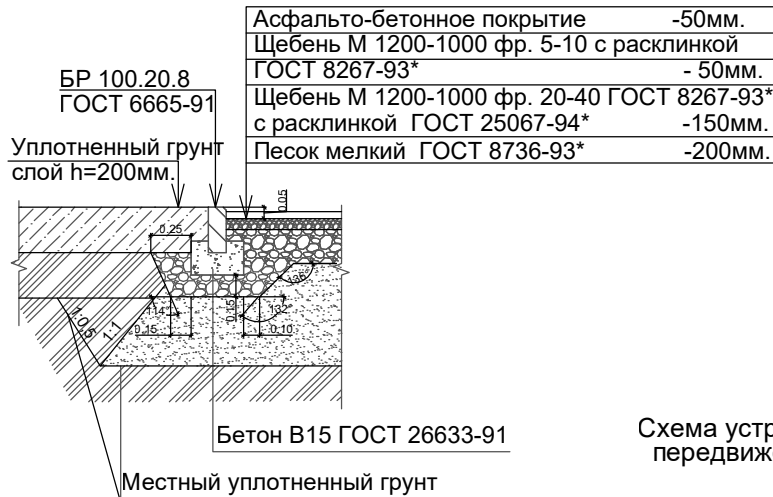 Асфальто-бетонное покрытие -50мм.
Щебень М 1200-1000 фр. 5-10 с расклинкой
ГОСТ 8267-93* - 50мм.
Щебень М 1200-1000 фр. 20-40 ГОСТ 8267-93*
с расклинкой ГОСТ 25067-94* -150мм.
Песок мелкий ГОСТ 8736-93* -200мм.
БР 100.20.8
ГОСТ 6665-91
Уплотненный грунт
слой h=200мм.
0.05
0.25
136°
0.15
114°
132°
0.15
0.10
1:0,5
1:1
Бетон В15 ГОСТ 26633-91
Местный уплотненный грунт
Схема устр
передвиж